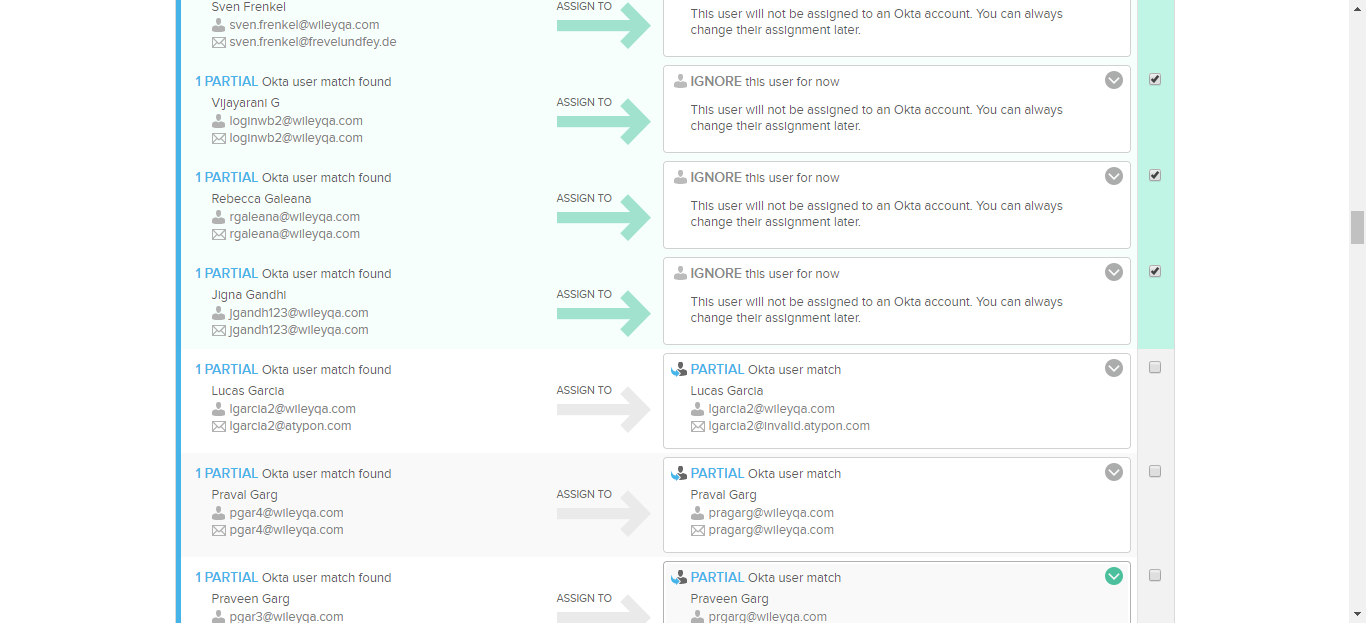 Sven Frenkel
sven.frenkel@wileyqa.com
sven.frenkel@frevelundfey.de
ASSIGN TO
This user will not be assigned to an Okta account. You can always
change their assignment later.
1 PARTIAL Okta user match found
Vijayarani G
loginwb2@wileyqa.com
loginwb2@wileyqa.com
ASSIGN TO
IGNORE this user for now
This user will not be assigned to an Okta account. You can always
change their assignment later.
1 PARTIAL Okta user match found
Rebecca Galeana
rgaleana@wileyqa.com
rgaleana@wileyqa.com
ASSIGN TO
IGNORE this user for now
This user will not be assigned to an Okta account. You can always
change their assignment later.
1 PARTIAL Okta user match found
Jigna Gandhi
jgandh123@wileyqa.com
jgandh123@wileyqa.com
ASSIGN TO
IGNORE this user for now
This user will not be assigned to an Okta account. You can always
change their assignment later.
1 PARTIAL Okta user match found
Lucas Garcia
lgarcia2@wileyqa.com
lgarcia2@atypon.com
ASSIGN TO
PARTIAL Okta user match
Lucas Garcia
lgarcia2@wileyqa.com
lgarcia2@invalid.atypon.com
1 PARTIAL Okta user match found
Praval Garg
pgar4@wileyqa.com
pgar4@wileyqa.com
ASSIGN TO
PARTIAL Okta user match
Praval Garg
pragarg@wileyqa.com
pragarg@wileyqa.com
1 PARTIAL Okta user match found
Praveen Garg
pgar3@wileyqa.com
ASSIGN TO
PARTIAL Okta user match
Praveen Garg
prgarg@wileyqa.com